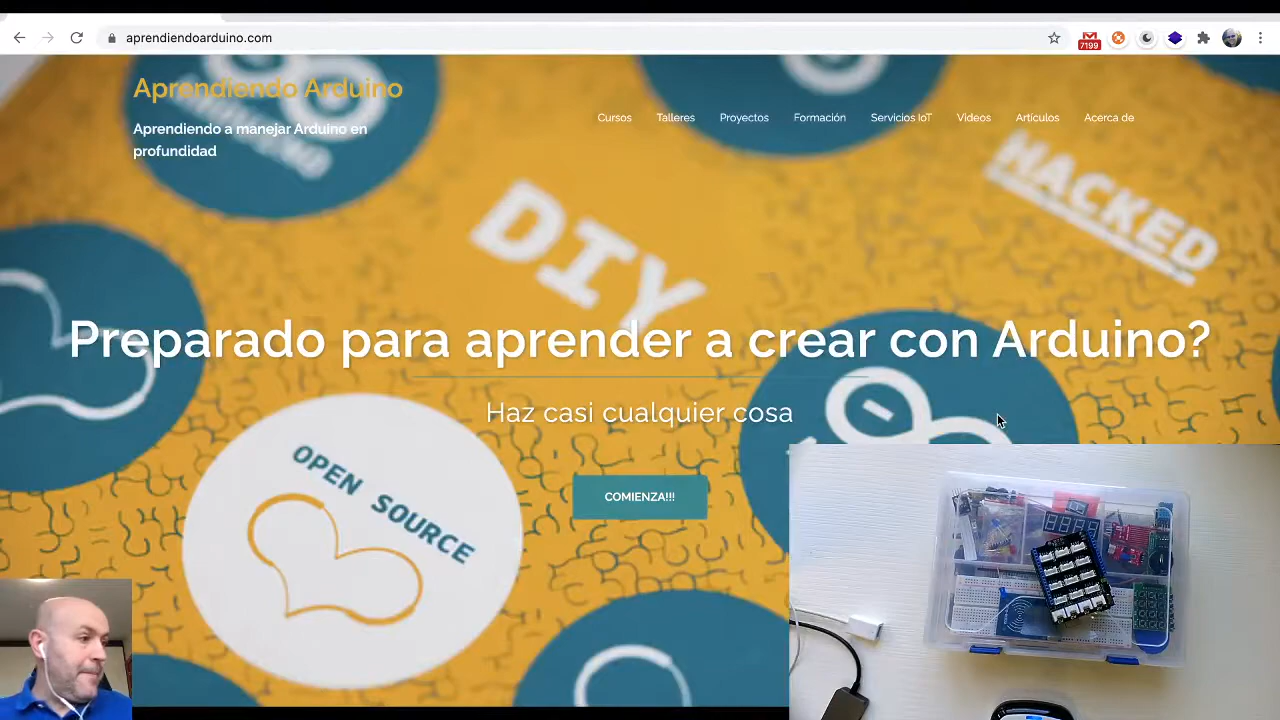 aprendiendoarduino.com
7199
Aprendiendo Arduino
Aprendiendo a manejar Arduino en
profundidad
Cursos Talleres Proyectos Formación Servicios IoT Videos Artículos Acerca de
HACKED
DIY
Preparado para aprender a crear con Arduino?
Haz casi cualquier cosa
OPEN SOURCE
COMIENZA!!!